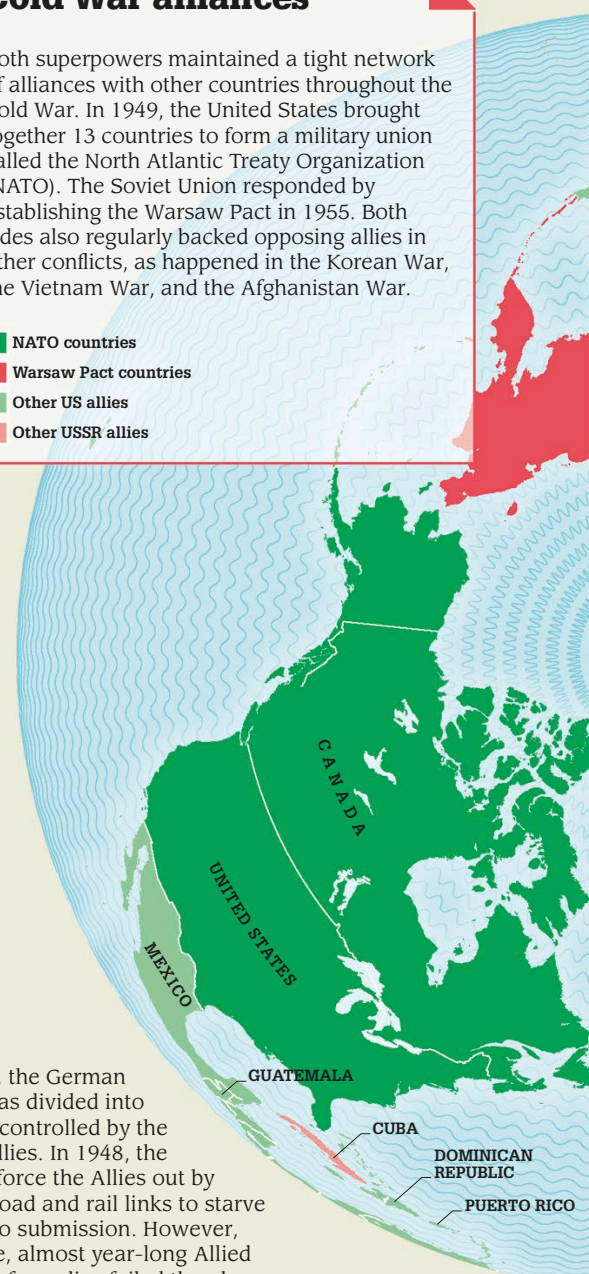 old War alliances
oth superpowers maintained a tight network
f alliances with other countries throughout the
old War. In 1949, the United States brought
ogether 13 countries to form a military union
alled the North Atlantic Treaty Organization
NATO). The Soviet Union responded by
stablishing the Warsaw Pact in 1955. Both
des also regularly backed opposing allies in
ther conflicts, as happened in the Korean War,
he Vietnam War, and the Afghanistan War.
NATO countries
Warsaw Pact countries
Other US allies
Other USSR allies
CANADA
UNITED STATES
MEXICO
GUATEMALA
CUBA
DOMINICAN
REPUBLIC
PUERTO RICO
, the German
as divided into
controlled by the
llies. In 1948, the
force the Allies out by
oad and rail links to starve
o submission. However,
e, almost year-long Allied